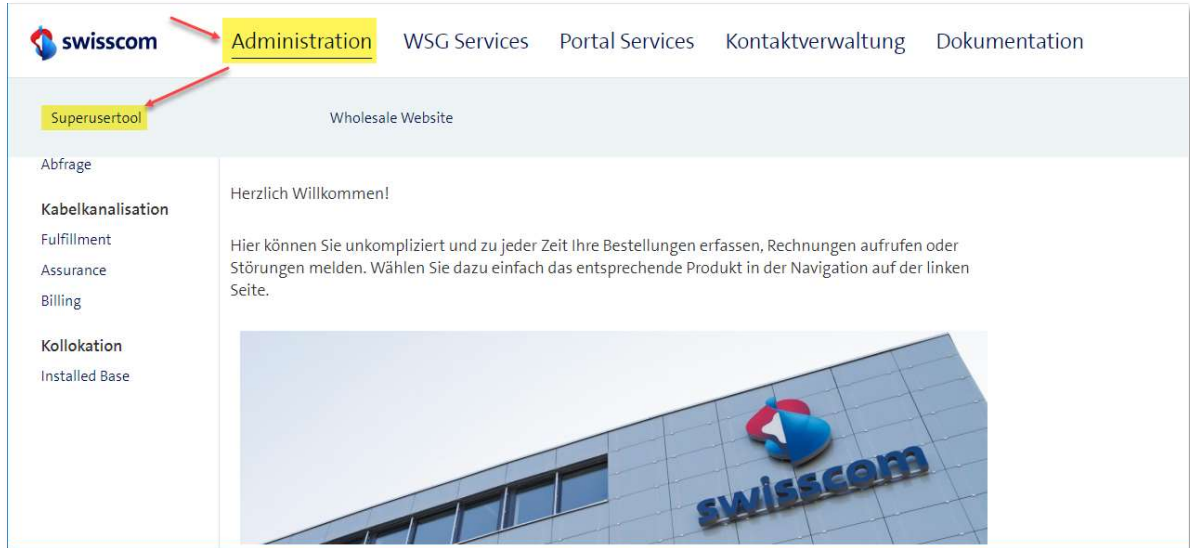 swisscom
Administration WSG Services Portal Services Kontaktverwaltung Dokumentation
Superusertool Wholesale Website
Abfrage
Kabelkanalisation
Fulfillment
Assurance
Billing
Kollokation
Installed Base
Herzlich Willkommen!
Hier können Sie unkompliziert und zu jeder Zeit Ihre Bestellungen erfassen, Rechnungen aufrufen oder
Störungen melden. Wählen Sie dazu einfach das entsprechende Produkt in der Navigation auf der linken
Seite.
swisscom